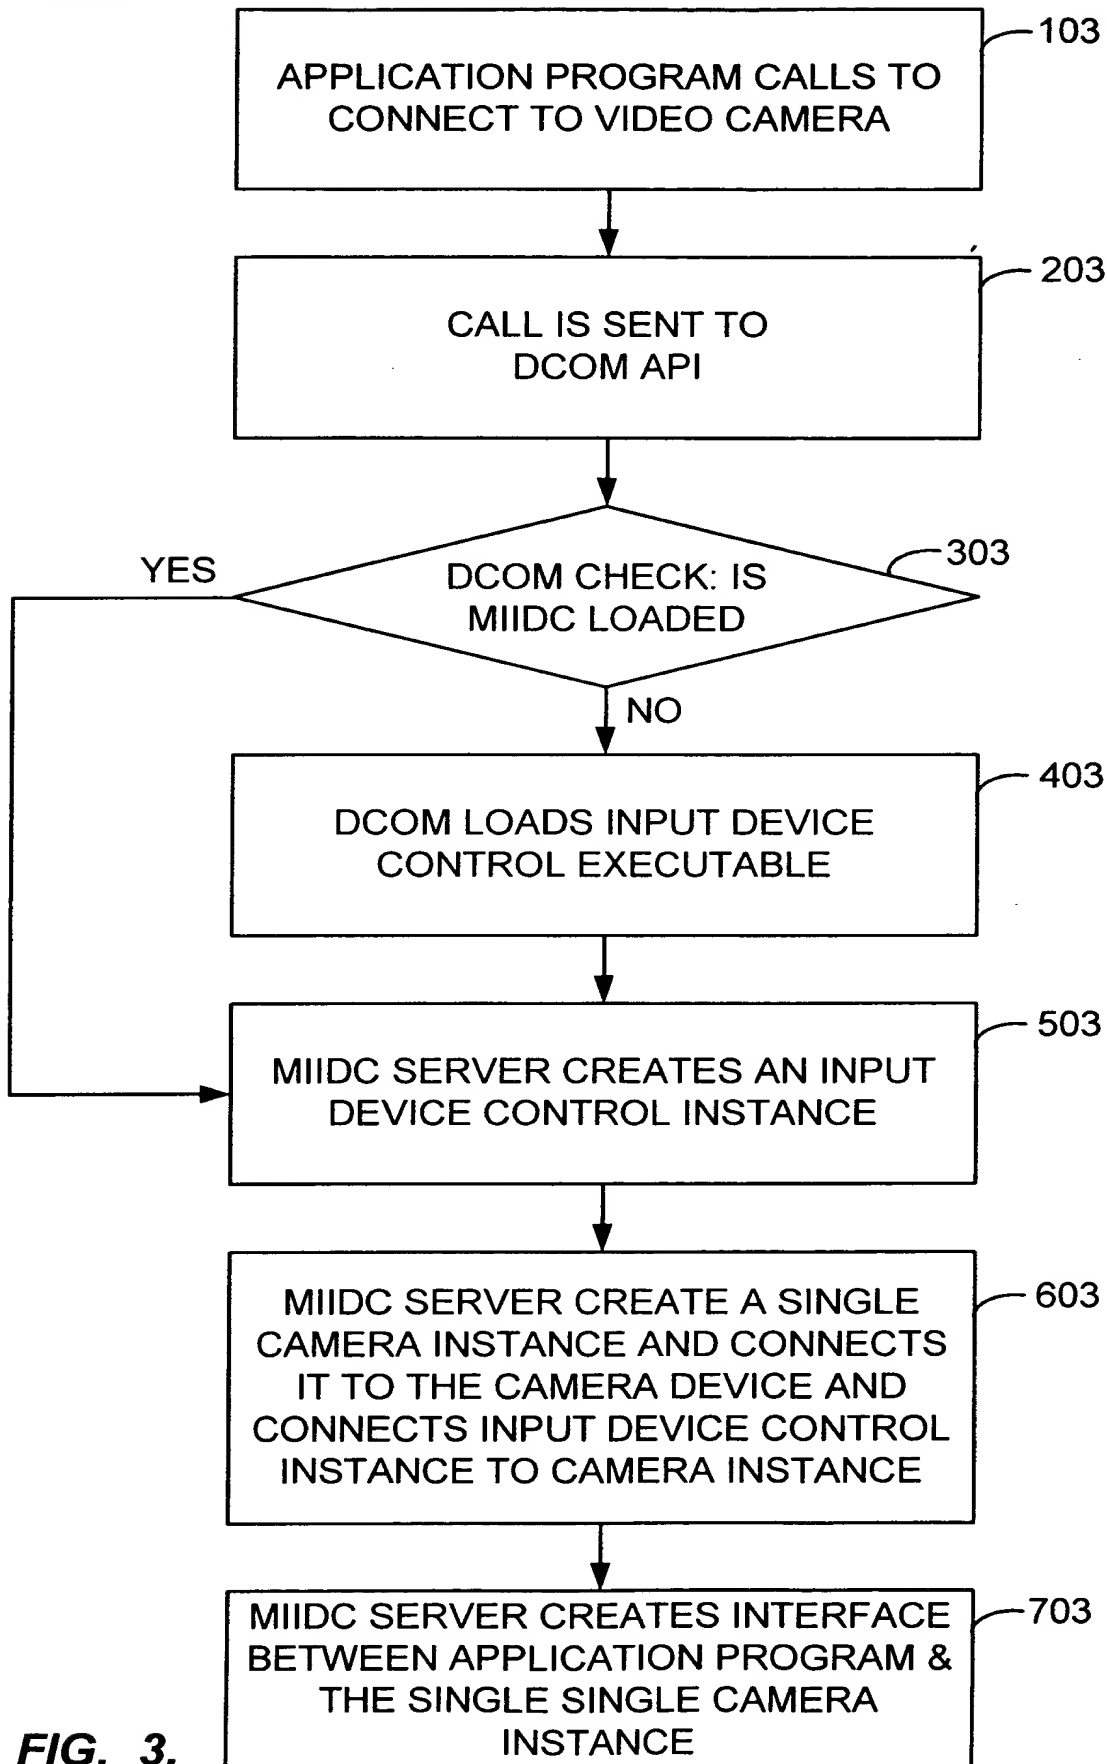 103
APPLICATION PROGRAM CALLS TO
CONNECT TO VIDEO CAMERA
203
CALL IS SENT TO
DCOM API
303
YES
DCOM CHECK: IS
MIIDC LOADED
NO
403
DCOM LOADS INPUT DEVICE
CONTROL EXECUTABLE
503
MIIDC SERVER CREATES AN INPUT
DEVICE CONTROL INSTANCE
603
MIIDC SERVER CREATE A SINGLE
CAMERA INSTANCE AND CONNECTS
IT TO THE CAMERA DEVICE AND
CONNECTS INPUT DEVICE CONTROL
INSTANCE TO CAMERA INSTANCE
703
MIIDC SERVER CREATES INTERFACE
BETWEEN APPLICATION PROGRAM &
THE SINGLE SINGLE CAMERA
INSTANCE
FIG. 3.